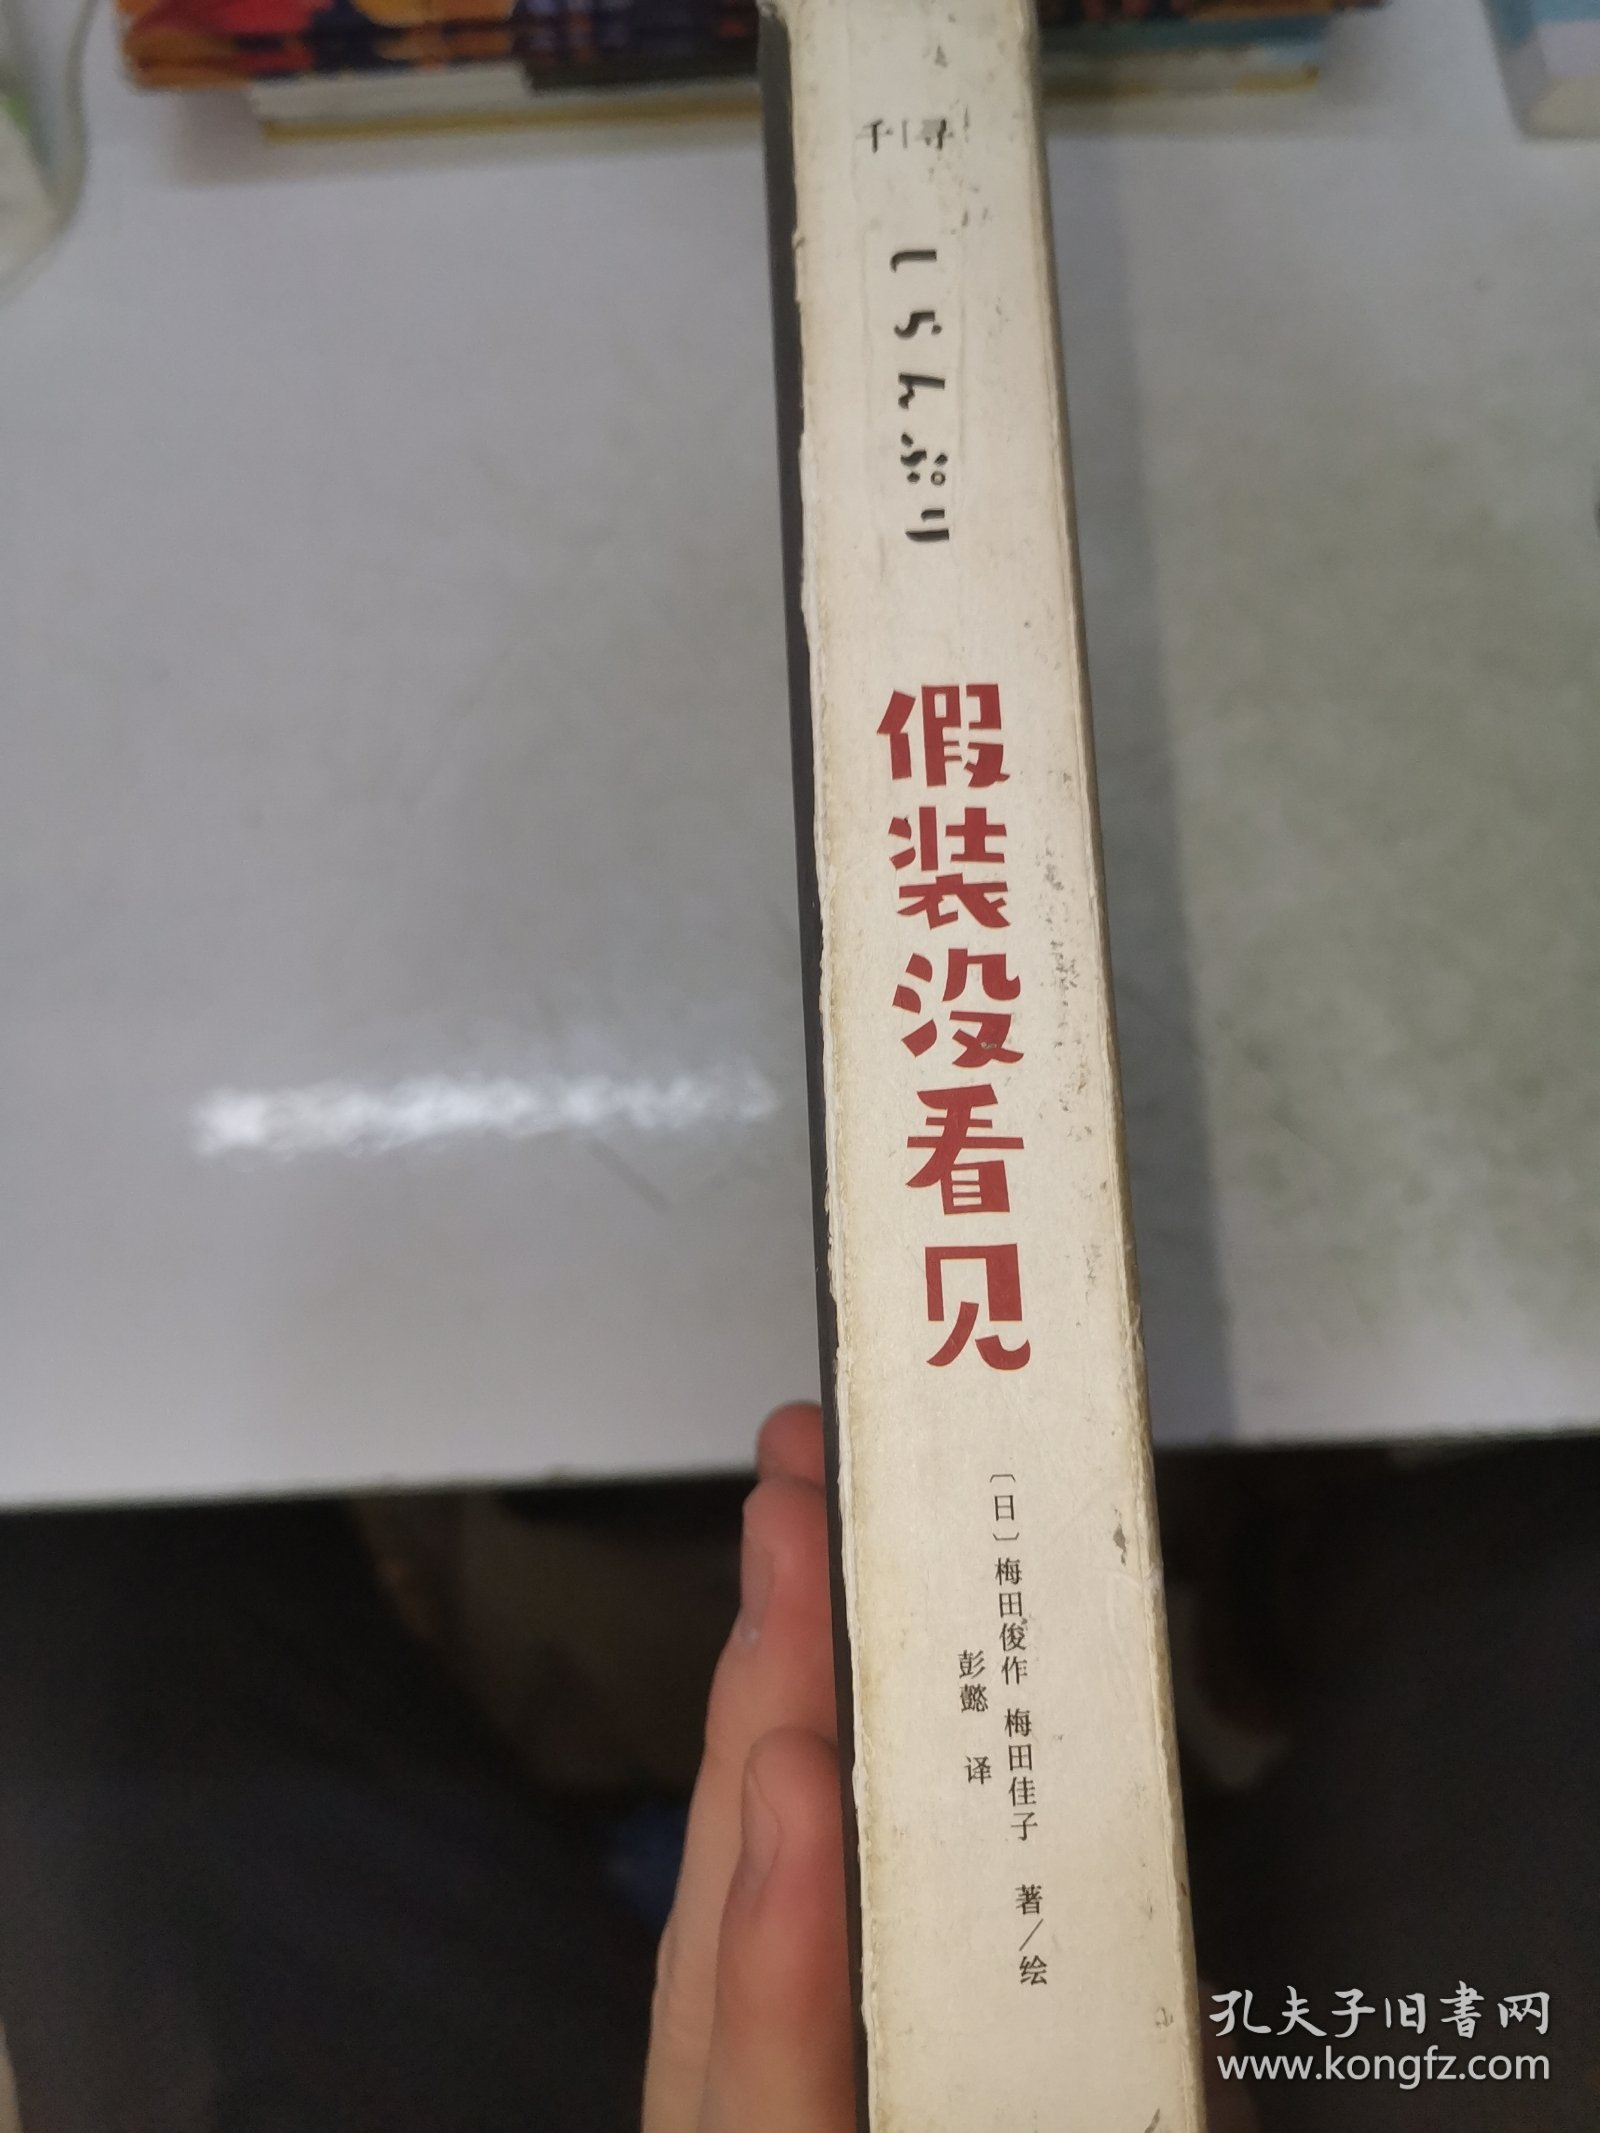 千寻
しらんぷり
假装没看见
〔日〕梅田俊作 梅田佳子 著/绘
彭懿 译
孔夫子旧书网
www.kongfz.com